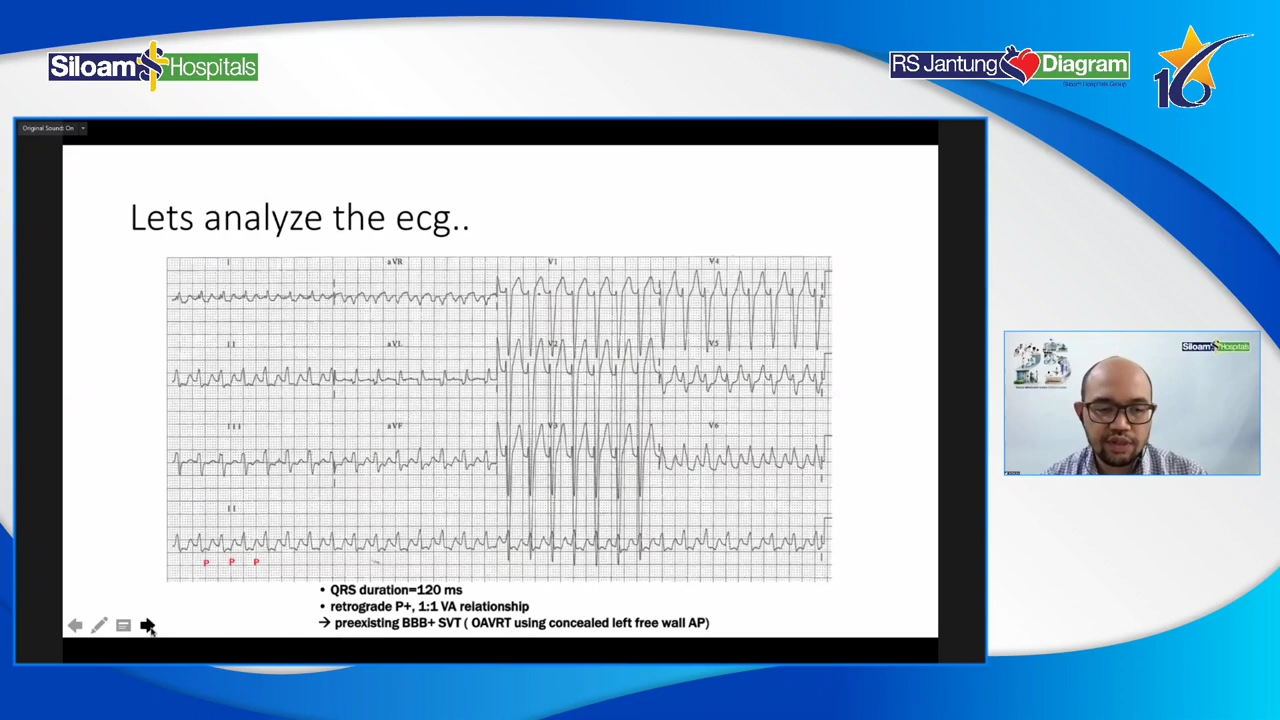 Siloam Hospitals
RS Jantung Diagram
Siloam Hospitals Group
16
Original Sound: On
Lets analyze the ecg..
I aVR V1 V4
II aVL V2 V5
III aVF V3 V6
II
P P P
• QRS duration=120 ms
• retrograde P+, 1:1 VA relationship
→ preexisting BBB+ SVT ( OAVRT using concealed left free wall AP)
Siloam Hospitals